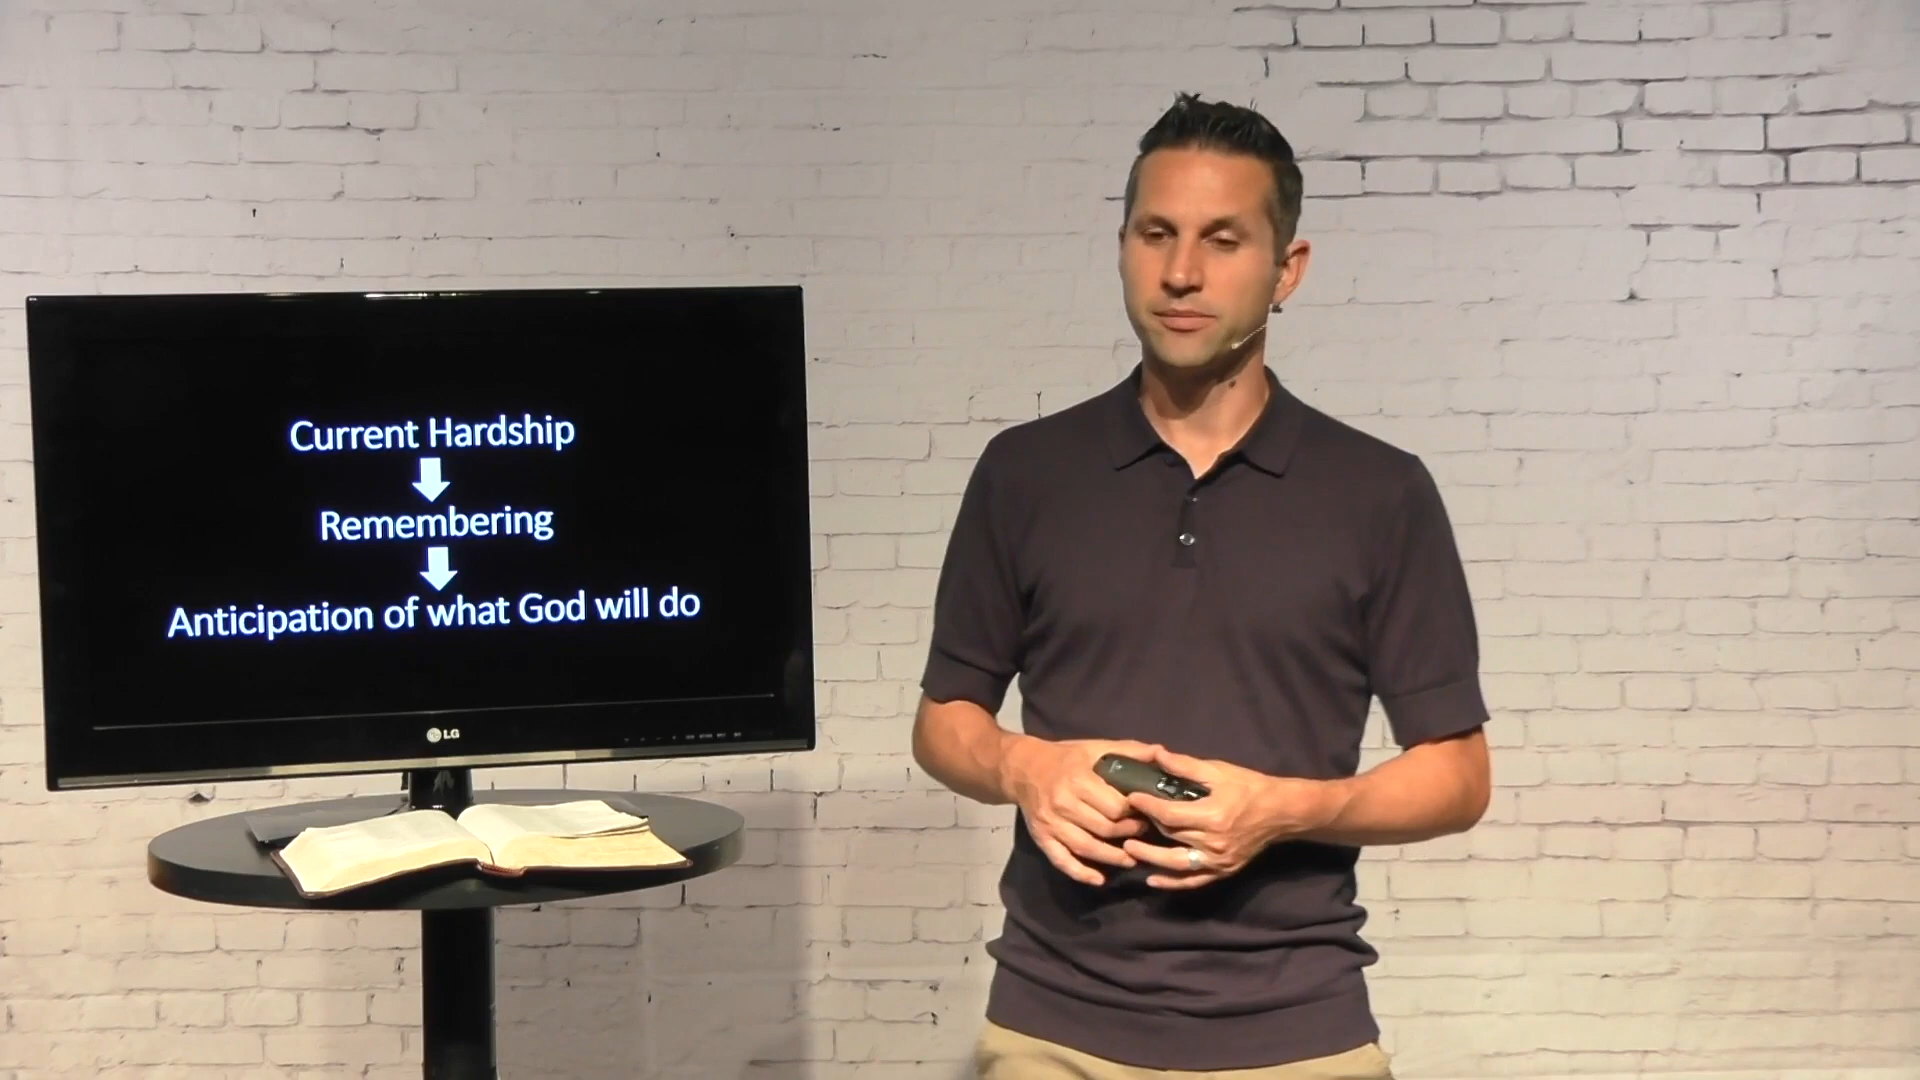 Current Hardship
Remembering
Anticipation of what God will do
LG